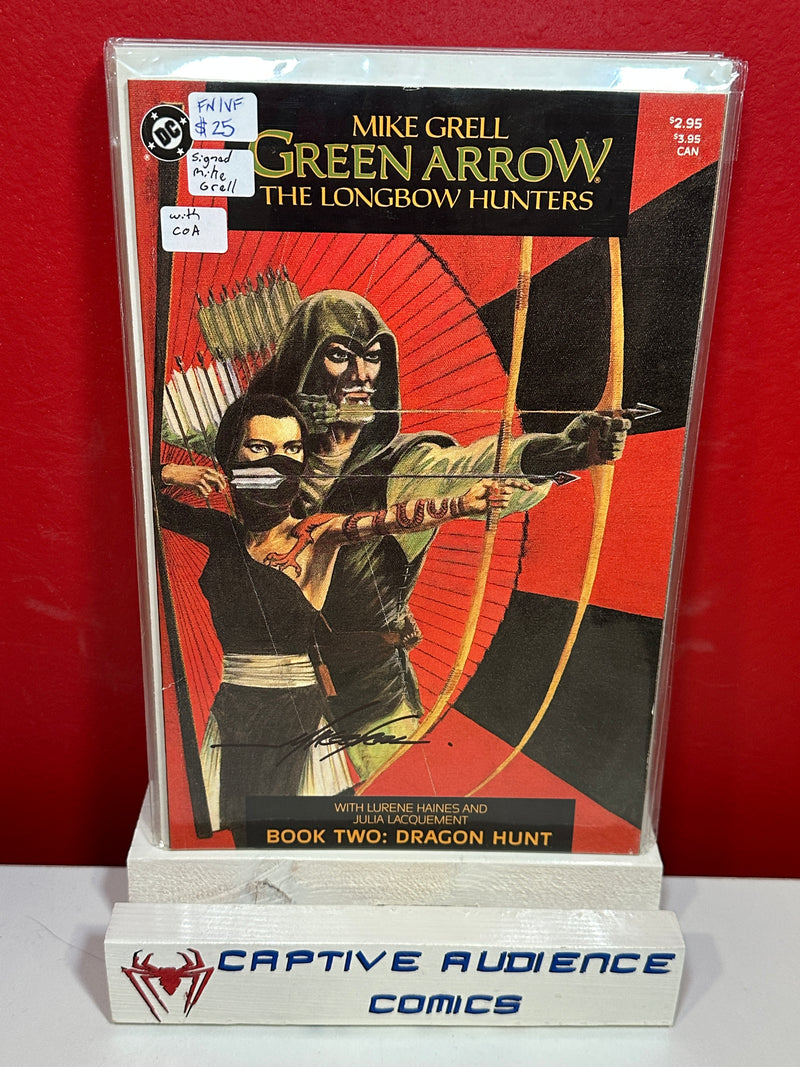 FN/VF
$25
Signed
Mike
Grell
with
COA
DC
MIKE GRELL
GREEN ARROW
THE LONGBOW HUNTERS
$2.95
$3.95
CAN
WITH LURENE HAINES AND
JULIA LACQUEMENT
BOOK TWO: DRAGON HUNT
CAPTIVE AUDIENCE
COMICS